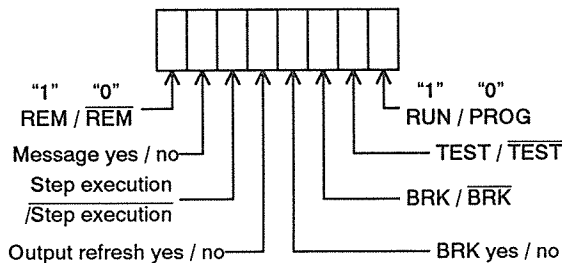 “1” “0”
REM / REM
Message yes / no
Step execution
/Step execution
Output refresh yes / no
“1” “0”
RUN / PROG
TEST / TEST
BRK / BRK
BRK yes / no